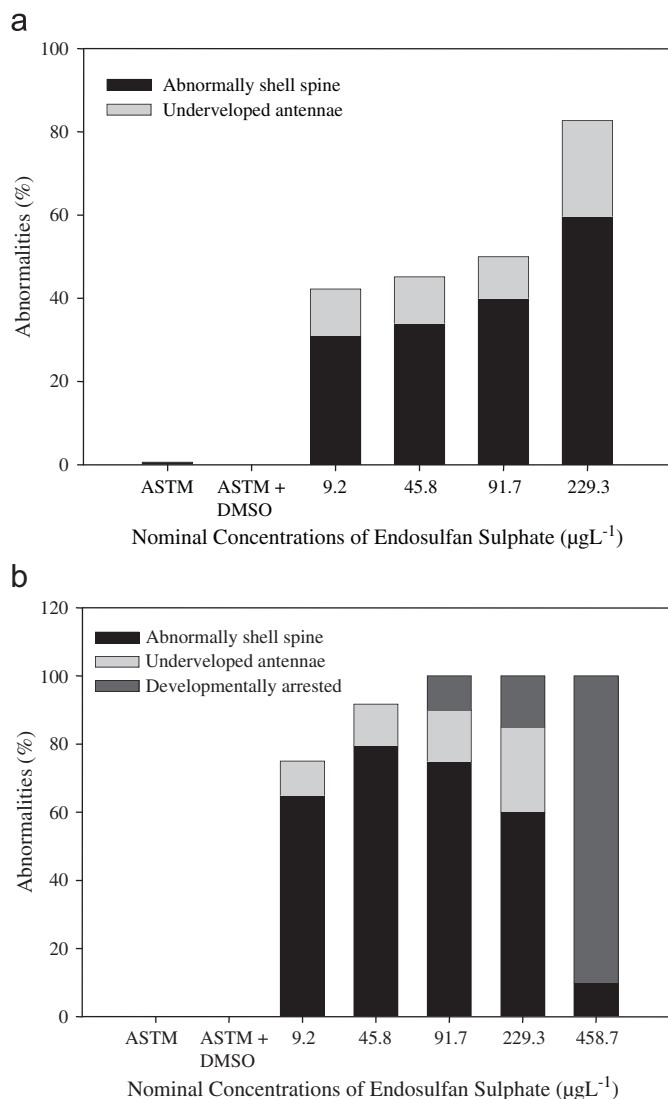 a
100
80
60
40
20
0
Abnormalities (%)
Abnormally shell spine
Underveloped antennae
ASTM
ASTM +
DMSO
9.2
45.8
91.7
229.3
Nominal Concentrations of Endosulfan Sulphate (µgL-1)
b
120
100
80
60
40
20
0
Abnormalities (%)
Abnormally shell spine
Underveloped antennae
Developmentally arrested
ASTM
ASTM +
DMSO
9.2
45.8
91.7
229.3
458.7
Nominal Concentrations of Endosulfan Sulphate (µgL-1)